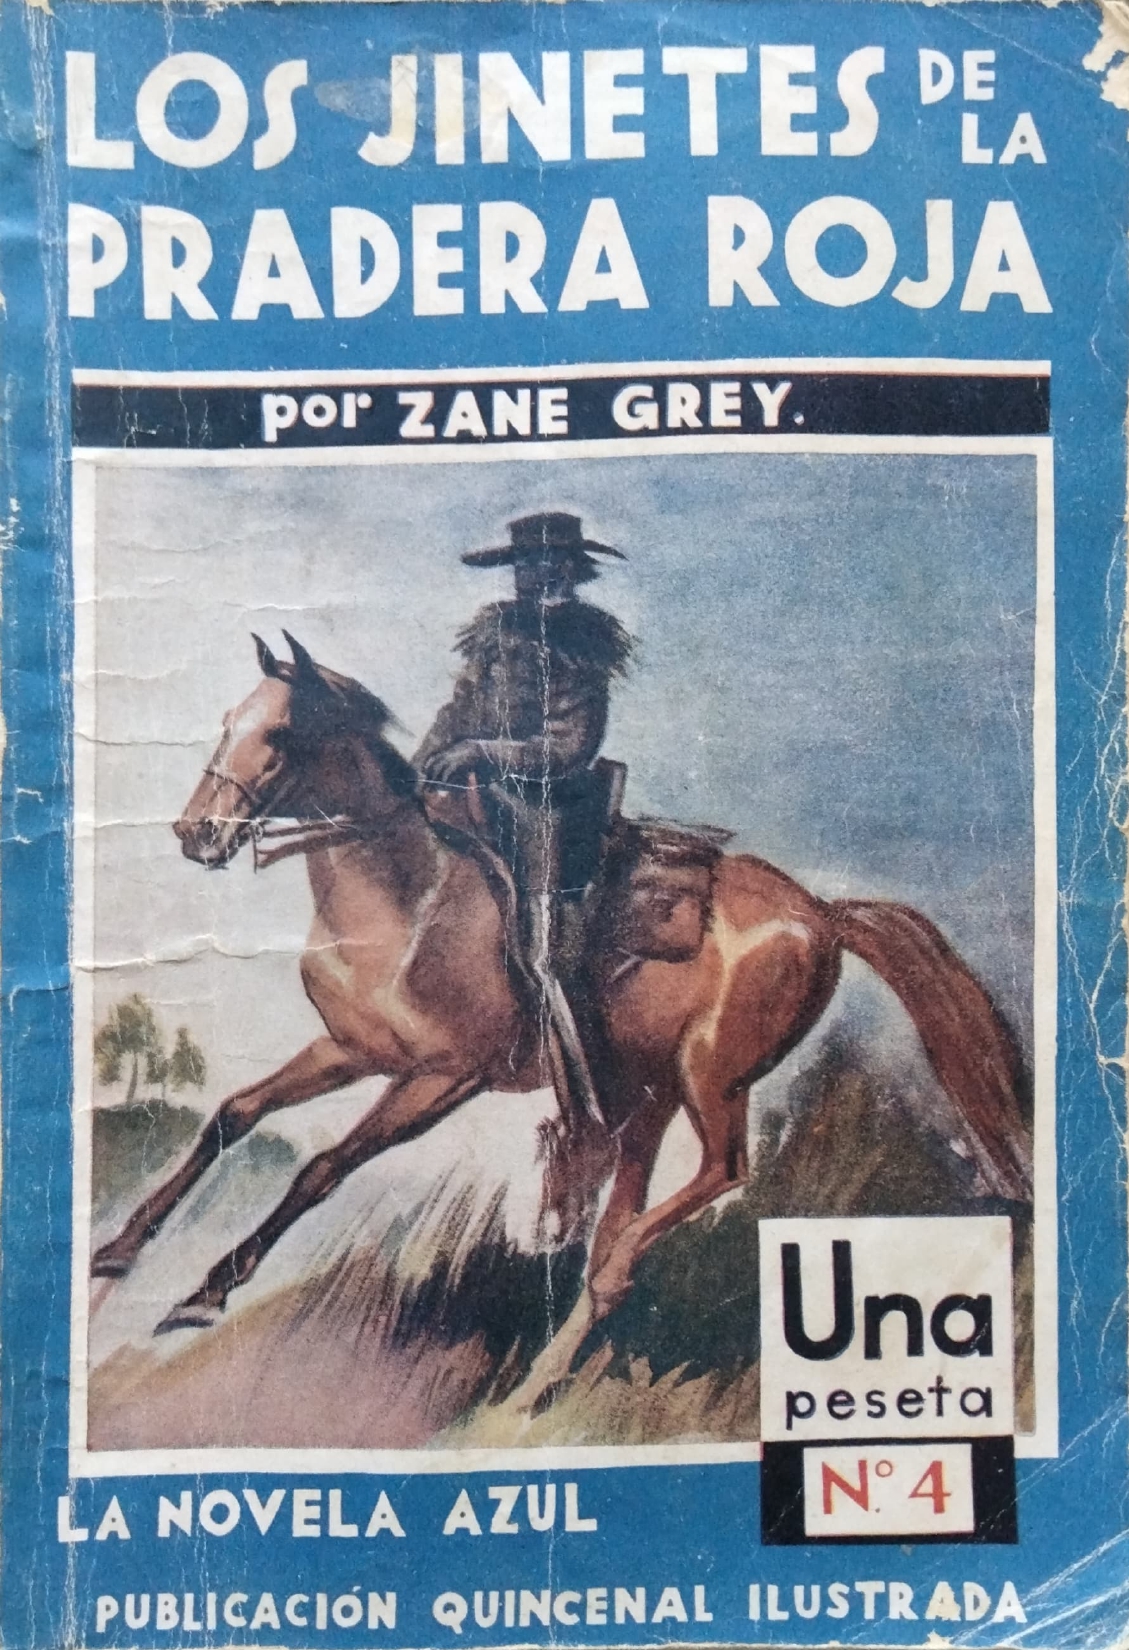 LOS JINETES DE LA
PRADERA ROJA
por ZANE GREY.
Una
peseta
N.º 4
LA NOVELA AZUL
PUBLICACIÓN QUINCENAL ILUSTRADA